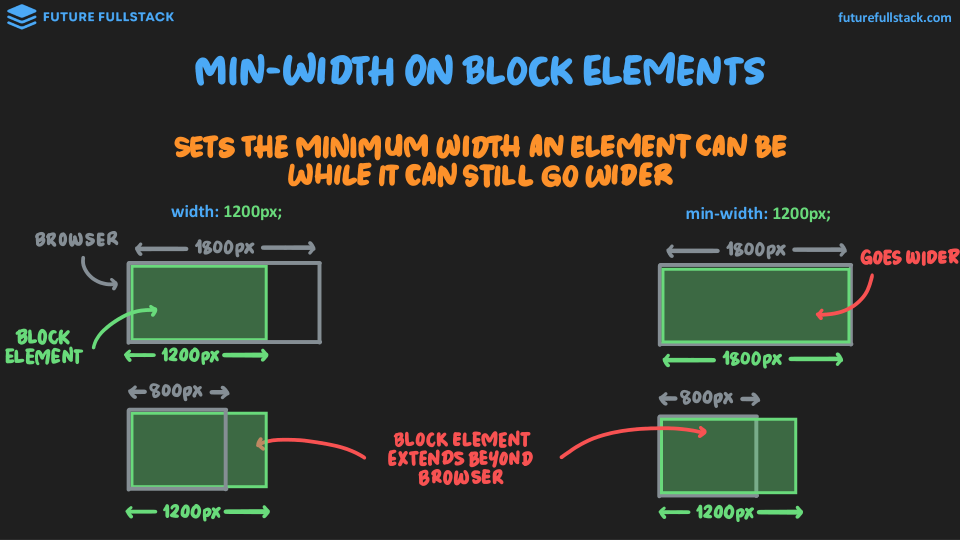 FUTURE FULLSTACK
futurefullstack.com
MIN-WIDTH ON BLOCK ELEMENTS
SETS THE MINIMUM WIDTH AN ELEMENT CAN BE
WHILE IT CAN STILL GO WIDER
width: 1200px;
min-width: 1200px;
BROWSER
1800px
1800px
GOES WIDER
BLOCK
ELEMENT
1200px
1800px
800px
800px
BLOCK ELEMENT
EXTENDS BEYOND
BROWSER
1200px
1200px